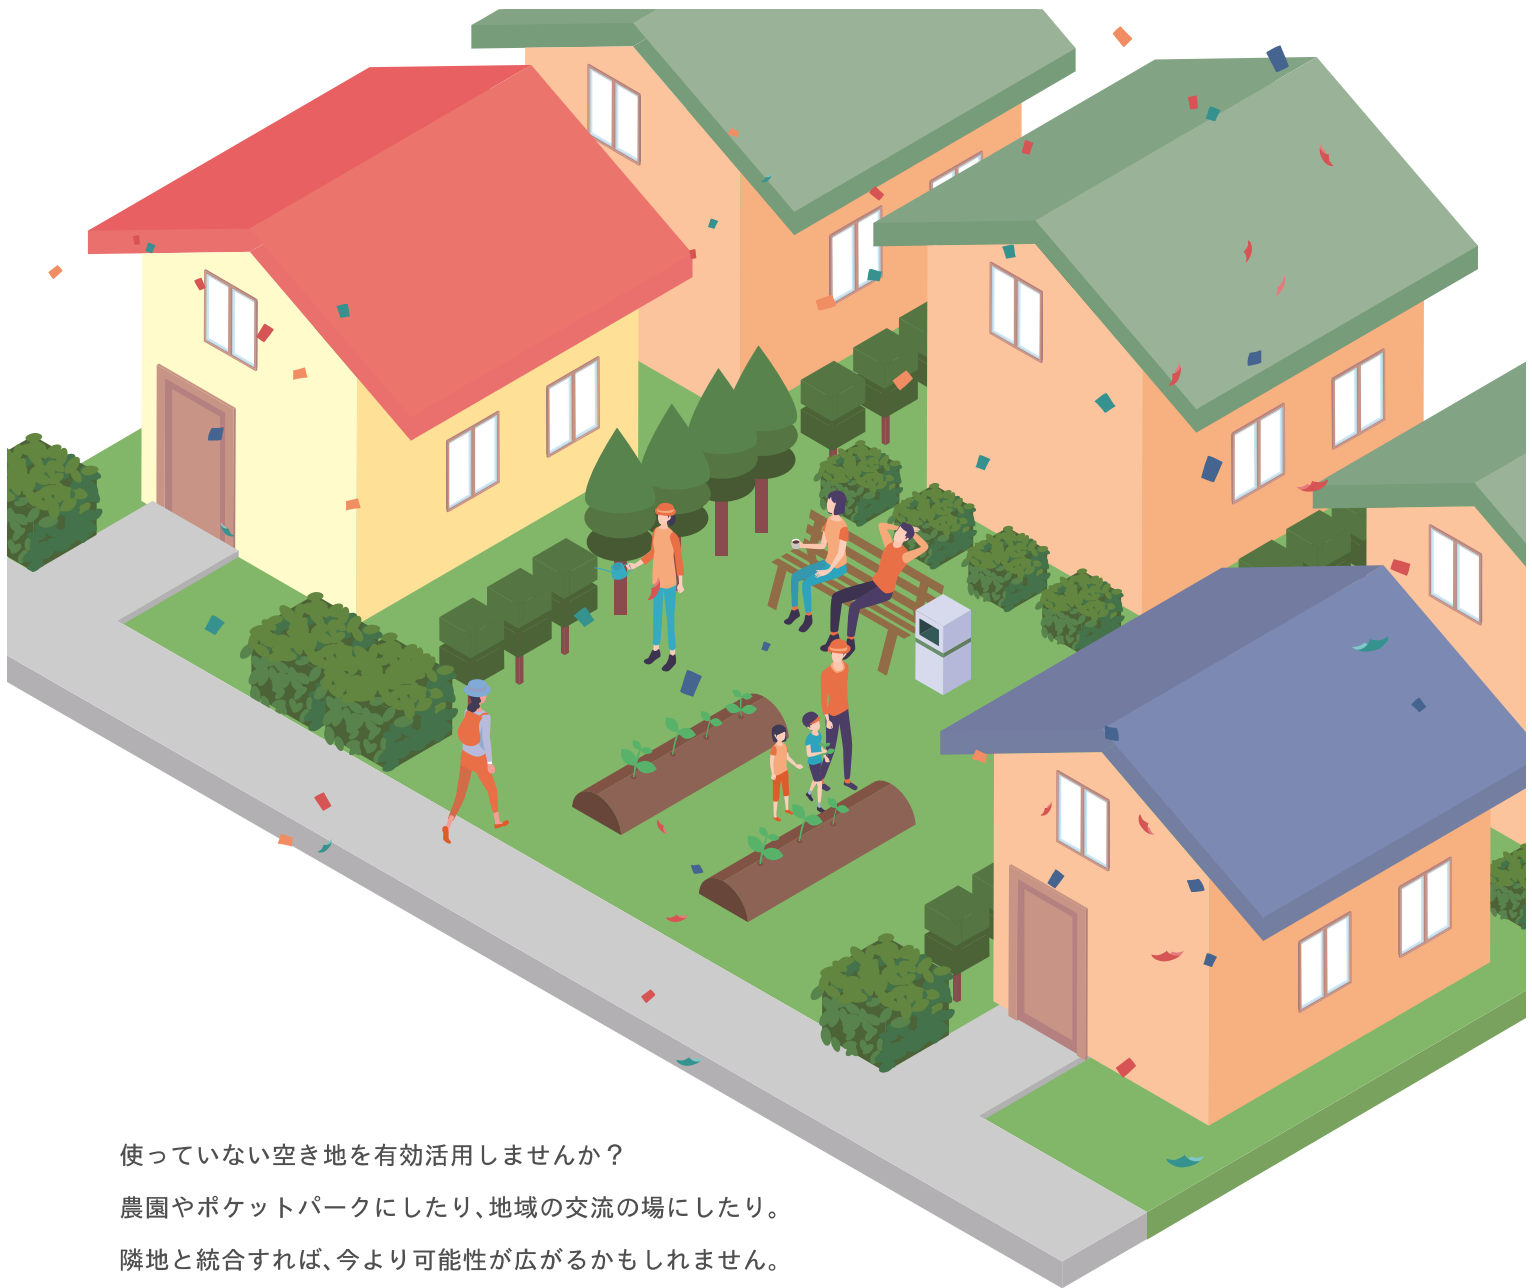 使っていない空き地を有効活用しませんか？
農園やポケットパークにしたり、地域の交流の場にしたり。
隣地と統合すれば、今より可能性が広がるかもしれません。